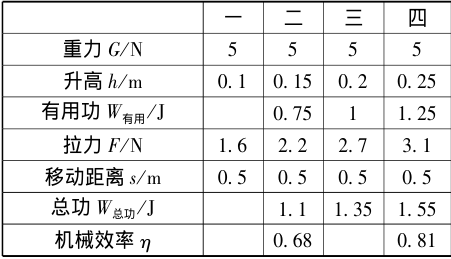 一 二 三 四
重力 G/N 5 5 5 5
升高 h/m 0.1 0.15 0.2 0.25
有用功 W有用/J 0.75 1 1.25
拉力 F/N 1.6 2.2 2.7 3.1
移动距离 s/m 0.5 0.5 0.5 0.5
总功 W总功/J 1.1 1.35 1.55
机械效率 η 0.68 0.81